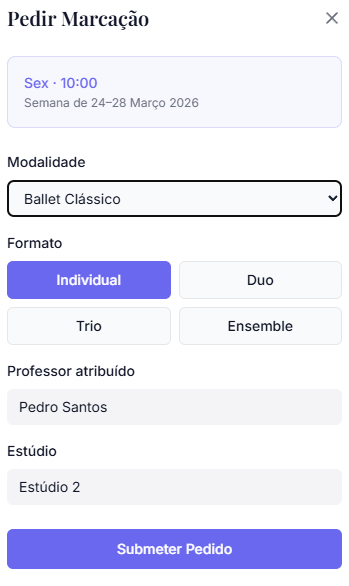 Pedir Marcação
Sex · 10:00
Semana de 24–28 Março 2026
Modalidade
Ballet Clássico
Formato
Individual
Duo
Trio
Ensemble
Professor atribuído
Pedro Santos
Estúdio
Estúdio 2
Submeter Pedido